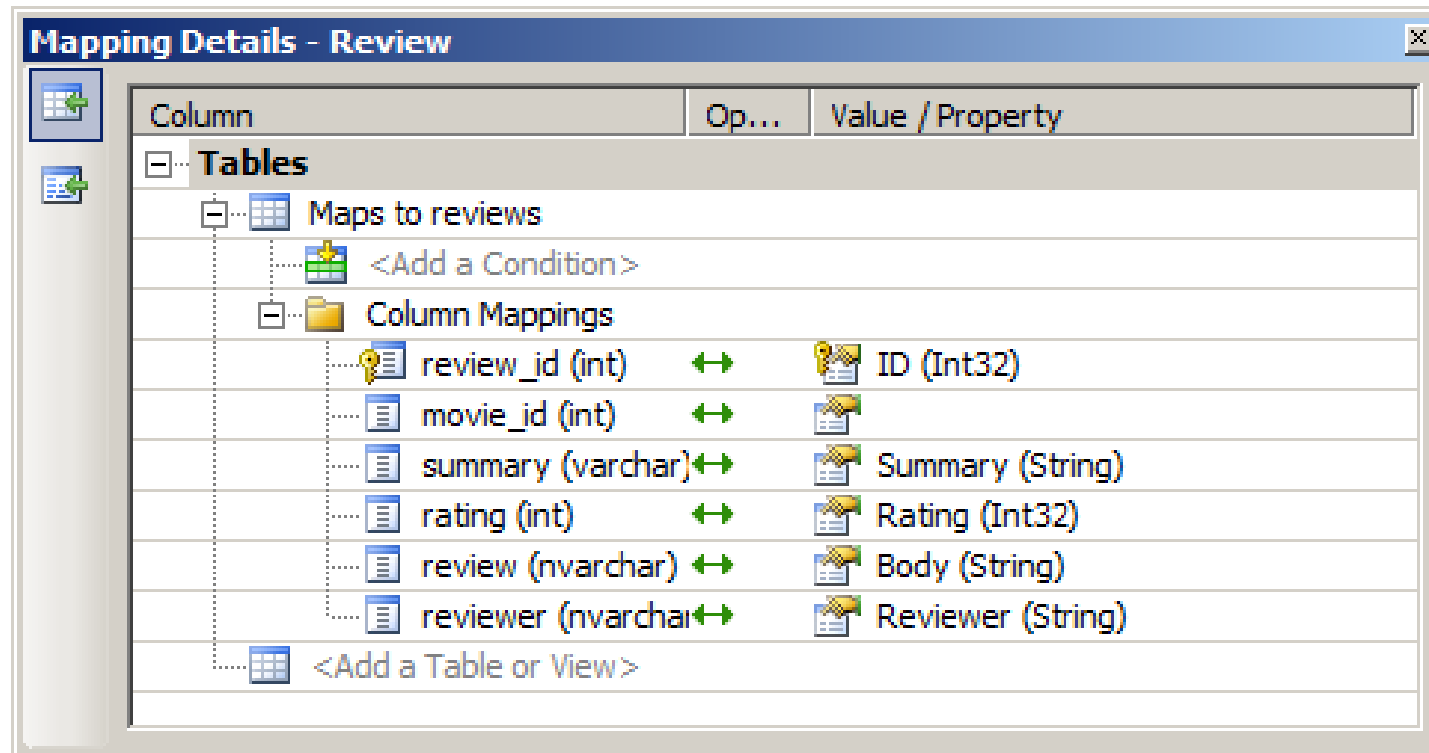 Mapping Details - Review
Column Op... Value / Property
Tables
Maps to reviews
<Add a Condition>
Column Mappings
review_id (int) ID (Int32)
movie_id (int)
summary (varchar) Summary (String)
rating (int) Rating (Int32)
review (nvarchar) Body (String)
reviewer (nvarchar Reviewer (String)
<Add a Table or View>